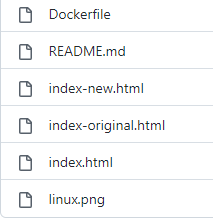 Dockerfile
README.md
index-new.html
index-original.html
index.html
linux.png